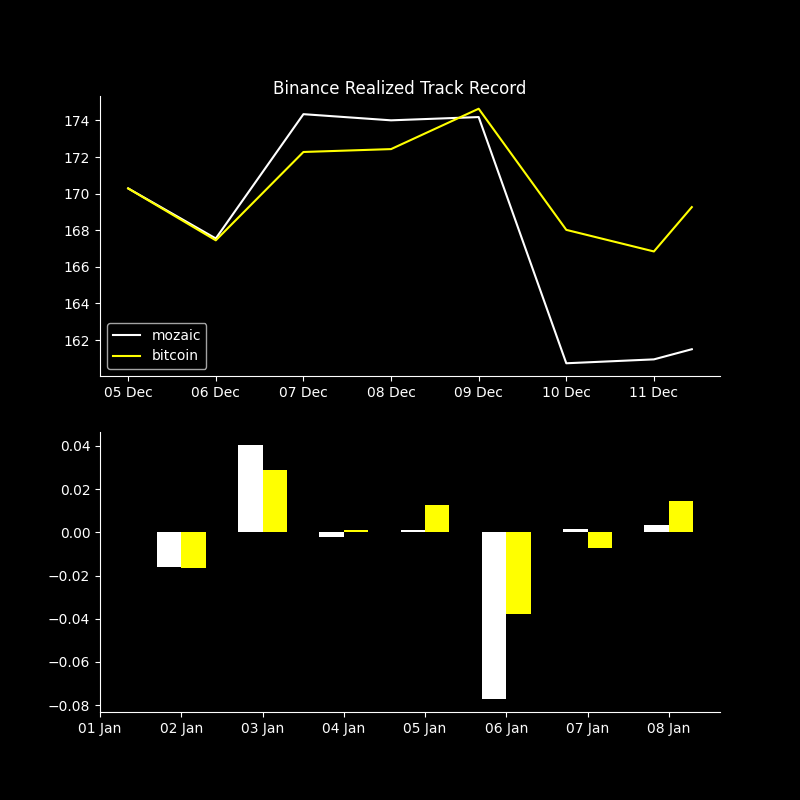 Binance Realized Track Record
174
172
170
168
166
164
162
mozaic
bitcoin
05 Dec 06 Dec 07 Dec 08 Dec 09 Dec 10 Dec 11 Dec
0.04
0.02
0.00
−0.02
−0.04
−0.06
−0.08
01 Jan 02 Jan 03 Jan 04 Jan 05 Jan 06 Jan 07 Jan 08 Jan